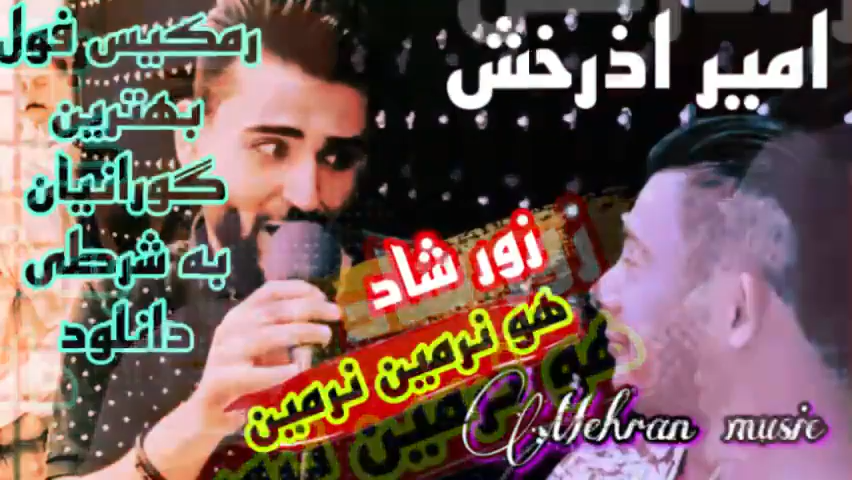 امیر اذرخش
رمکیس فول
بهترین
گورانیان
به شرطی
دانلود
زور شاد
هو نرمین نرمین
Mehran music